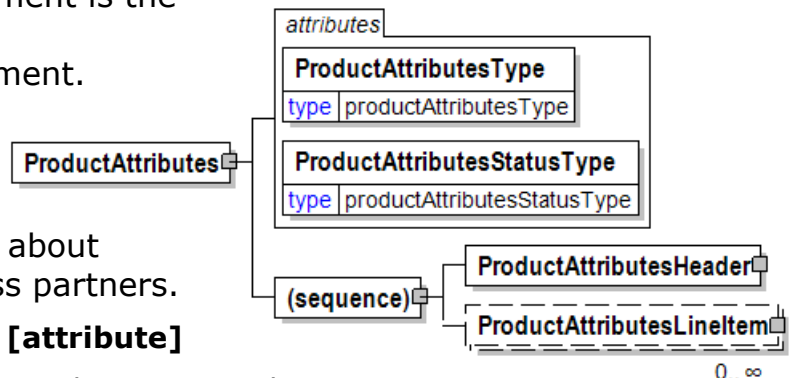 ment is the
attributes
ProductAttributesType
ment.
type productAttributesType
ProductAttributes
ProductAttributesStatusType
type productAttributesStatusType
about
ss partners.
ProductAttributesHeader
(sequence)
ProductAttributesLineItem
[attribute]
0..∞